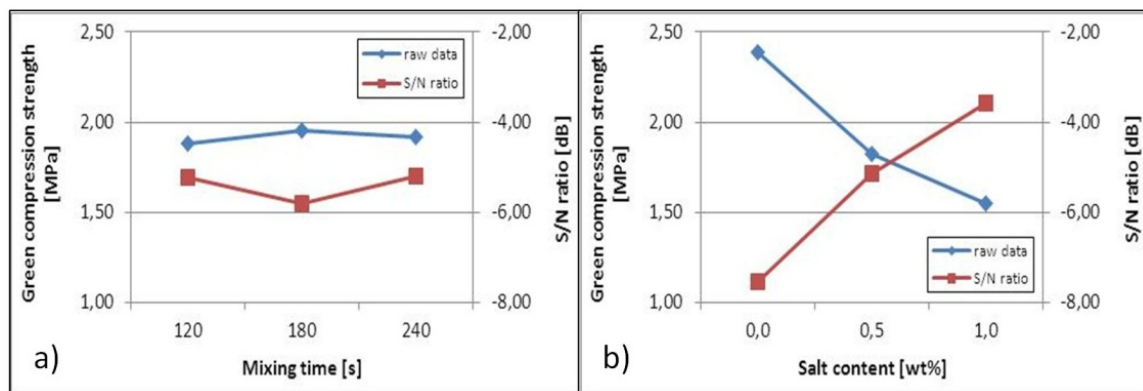 2,50
2,00
1,50
1,00
Green compression strength
[MPa]
-2,00
-4,00
-6,00
-8,00
S/N ratio [dB]
raw data
S/N ratio
120
180
240
Mixing time [s]
a)
2,50
2,00
1,50
1,00
Green compression strength
[MPa]
-2,00
-4,00
-6,00
-8,00
S/N ratio [dB]
raw data
S/N ratio
0,0
0,5
1,0
Salt content [wt%]
b)